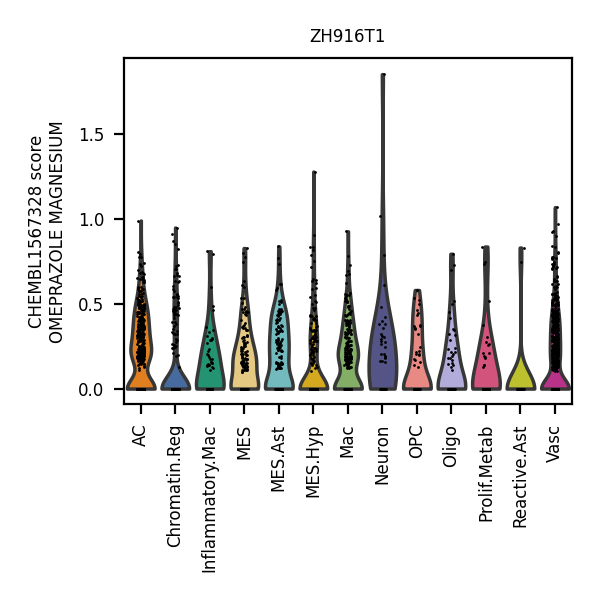 ZH916T1
CHEMBL1567328 score
OMEPRAZOLE MAGNESIUM
1.5
1.0
0.5
0.0
AC
Chromatin.Reg
Inflammatory.Mac
MES
MES.Ast
MES.Hyp
Mac
Neuron
OPC
Oligo
Prolif.Metab
Reactive.Ast
Vasc